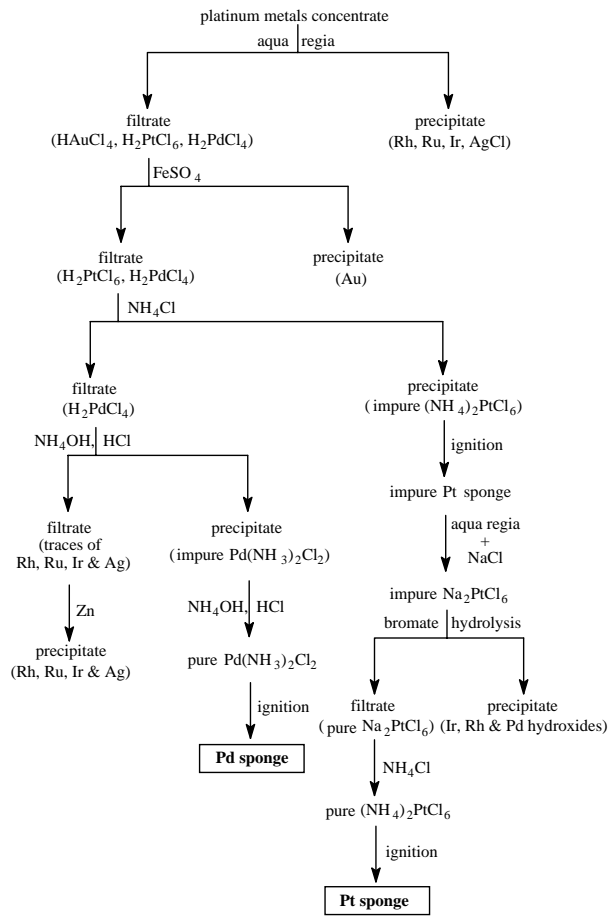 platinum metals concentrate
aqua regia
filtrate
(HAuCl4, H2PtCl6, H2PdCl4)
precipitate
(Rh, Ru, Ir, AgCl)
FeSO4
filtrate
(H2PtCl6, H2PdCl4)
precipitate
(Au)
NH4Cl
filtrate
(H2PdCl4)
precipitate
(impure (NH4)2PtCl6)
NH4OH, HCl
ignition
impure Pt sponge
filtrate
(traces of
Rh, Ru, Ir & Ag)
precipitate
(impure Pd(NH3)2Cl2)
aqua regia
+
NaCl
Zn
NH4OH, HCl
impure Na2PtCl6
precipitate
(Rh, Ru, Ir & Ag)
pure Pd(NH3)2Cl2
bromate hydrolysis
ignition
filtrate
(pure Na2PtCl6)
precipitate
(Ir, Rh & Pd hydroxides)
Pd sponge
NH4Cl
pure (NH4)2PtCl6
ignition
Pt sponge